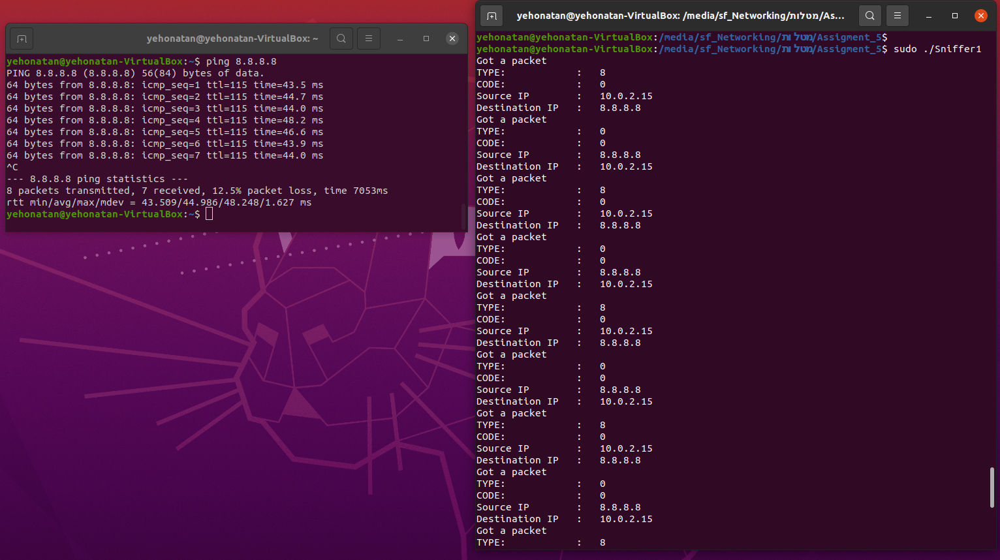 yehonatan@yehonatan-VirtualBox: ~
yehonatan@yehonatan-VirtualBox:~$ ping 8.8.8.8
PING 8.8.8.8 (8.8.8.8) 56(84) bytes of data.
64 bytes from 8.8.8.8: icmp_seq=1 ttl=115 time=43.5 ms
64 bytes from 8.8.8.8: icmp_seq=2 ttl=115 time=44.7 ms
64 bytes from 8.8.8.8: icmp_seq=3 ttl=115 time=44.0 ms
64 bytes from 8.8.8.8: icmp_seq=4 ttl=115 time=48.2 ms
64 bytes from 8.8.8.8: icmp_seq=5 ttl=115 time=46.6 ms
64 bytes from 8.8.8.8: icmp_seq=6 ttl=115 time=43.9 ms
64 bytes from 8.8.8.8: icmp_seq=7 ttl=115 time=44.0 ms
^C
--- 8.8.8.8 ping statistics ---
8 packets transmitted, 7 received, 12.5% packet loss, time 7053ms
rtt min/avg/max/mdev = 43.509/44.986/48.248/1.627 ms
yehonatan@yehonatan-VirtualBox:~$
yehonatan@yehonatan-VirtualBox: /media/sf_Networking/מטלות/As...
yehonatan@yehonatan-VirtualBox:/media/sf_Networking/מטלות/Assigment_5$
yehonatan@yehonatan-VirtualBox:/media/sf_Networking/מטלות/Assigment_5$ sudo ./Sniffer1
Got a packet
TYPE: : 8
CODE: : 0
Source IP : 10.0.2.15
Destination IP : 8.8.8.8
Got a packet
TYPE: : 0
CODE: : 0
Source IP : 8.8.8.8
Destination IP : 10.0.2.15
Got a packet
TYPE: : 8
CODE: : 0
Source IP : 10.0.2.15
Destination IP : 8.8.8.8
Got a packet
TYPE: : 0
CODE: : 0
Source IP : 8.8.8.8
Destination IP : 10.0.2.15
Got a packet
TYPE: : 8
CODE: : 0
Source IP : 10.0.2.15
Destination IP : 8.8.8.8
Got a packet
TYPE: : 0
CODE: : 0
Source IP : 8.8.8.8
Destination IP : 10.0.2.15
Got a packet
TYPE: : 8
CODE: : 0
Source IP : 10.0.2.15
Destination IP : 8.8.8.8
Got a packet
TYPE: : 0
CODE: : 0
Source IP : 8.8.8.8
Destination IP : 10.0.2.15
Got a packet
TYPE: : 8